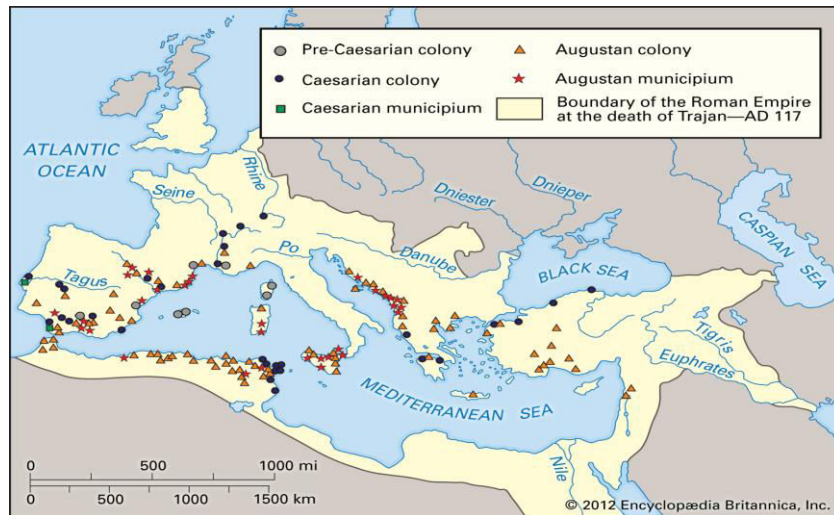 Pre-Caesarian colony
Caesarian colony
Caesarian municipium
Augustan colony
Augustan municipium
Boundary of the Roman Empire
at the death of Trajan—AD 117
ATLANTIC
OCEAN
Seine
Rhine
Dniester
Dnieper
CASPIAN SEA
Po
Danube
BLACK SEA
Tagus
Tigris
Euphrates
MEDITERRANEAN SEA
Nile
0 500 1000 mi
0 500 1000 1500 km
© 2012 Encyclopædia Britannica, Inc.